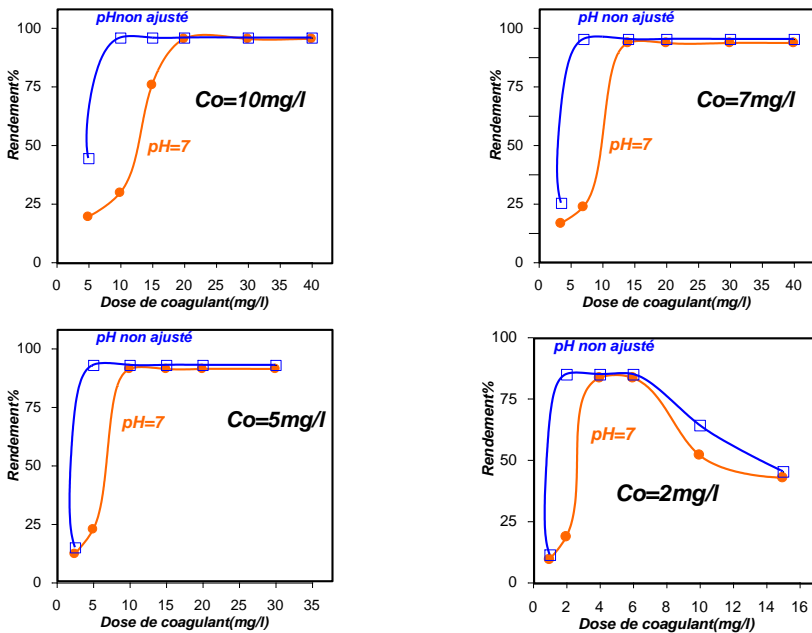 pHnon ajusté
100
75
50
25
0
Rendement%
Co=10mg/l
pH=7
0 5 10 15 20 25 30 35 40
Dose de coagulant(mg/l)
pH non ajusté
100
75
50
25
0
Rendement%
Co=7mg/l
pH=7
0 5 10 15 20 25 30 35 40
Dose de coagulant(mg/l)
pH non ajusté
100
75
50
25
0
Rendement%
pH=7
Co=5mg/l
0 5 10 15 20 25 30 35
Dose de coagulant(mg/l)
pH non ajusté
100
75
50
25
0
Rendement%
pH=7
Co=2mg/l
0 2 4 6 8 10 12 14 16
Dose de coagulant(mg/l)